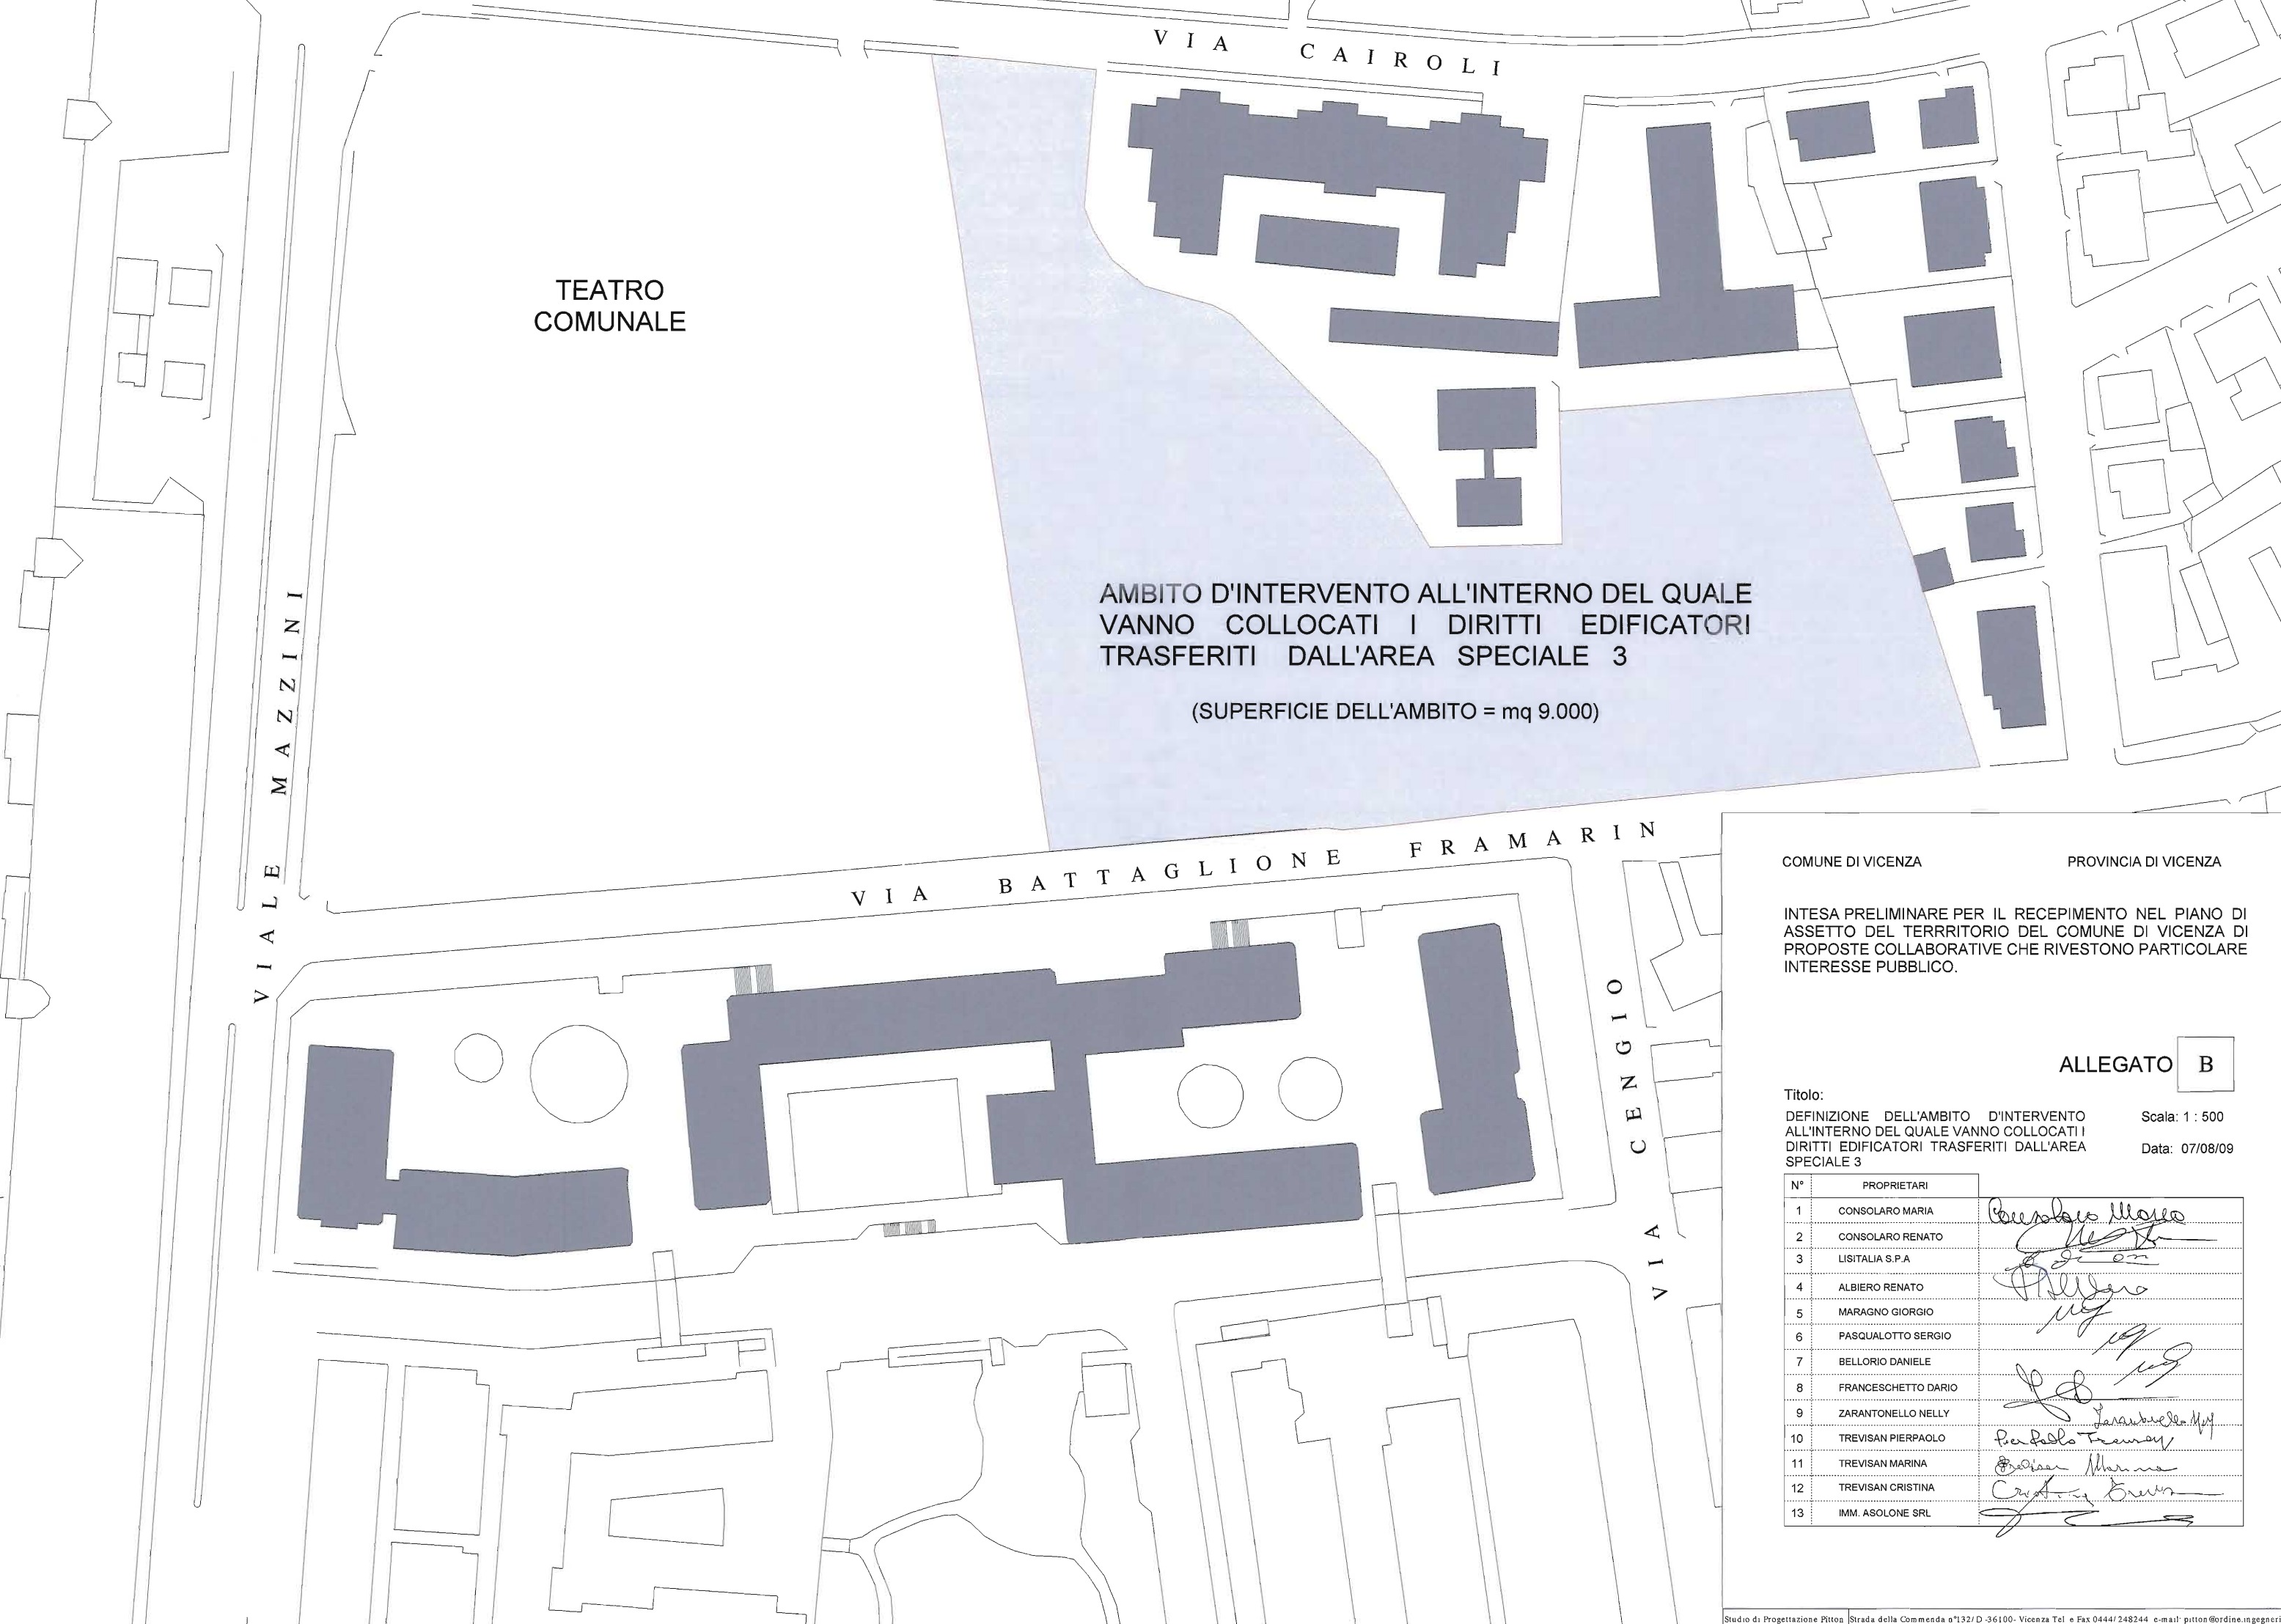 VIA CAIROLI
TEATRO
COMUNALE
VIALE MAZZINI
AMBITO D'INTERVENTO ALL'INTERNO DEL QUALE
VANNO COLLOCATI I DIRITTI EDIFICATORI
TRASFERITI DALL'AREA SPECIALE 3
(SUPERFICIE DELL'AMBITO = mq 9.000)
VIA BATTAGLIONE FRAMARIN
VIA CENGIO
COMUNE DI VICENZA PROVINCIA DI VICENZA
INTESA PRELIMINARE PER IL RECEPIMENTO NEL PIANO DI
ASSETTO DEL TERRRITORIO DEL COMUNE DI VICENZA DI
PROPOSTE COLLABORATIVE CHE RIVESTONO PARTICOLARE
INTERESSE PUBBLICO.
ALLEGATO B
Titolo:
DEFINIZIONE DELL'AMBITO D'INTERVENTO
ALL'INTERNO DEL QUALE VANNO COLLOCATI I
DIRITTI EDIFICATORI TRASFERITI DALL'AREA
SPECIALE 3
Scala: 1 : 500
Data: 07/08/09
N° PROPRIETARI
1 CONSOLARO MARIA Consolaro Maria
2 CONSOLARO RENATO
3 LISITALIA S.P.A
4 ALBIERO RENATO
5 MARAGNO GIORGIO
6 PASQUALOTTO SERGIO
7 BELLORIO DANIELE
8 FRANCESCHETTO DARIO
9 ZARANTONELLO NELLY
10 TREVISAN PIERPAOLO
11 TREVISAN MARINA Trevisan Marina
12 TREVISAN CRISTINA
13 IMM. ASOLONE SRL
Studio di Progettazione Pitton Strada della Commenda n°132/D -36100- Vicenza Tel. e Fax 0444/248244 e-mail: pitton@ordine.ingegneri